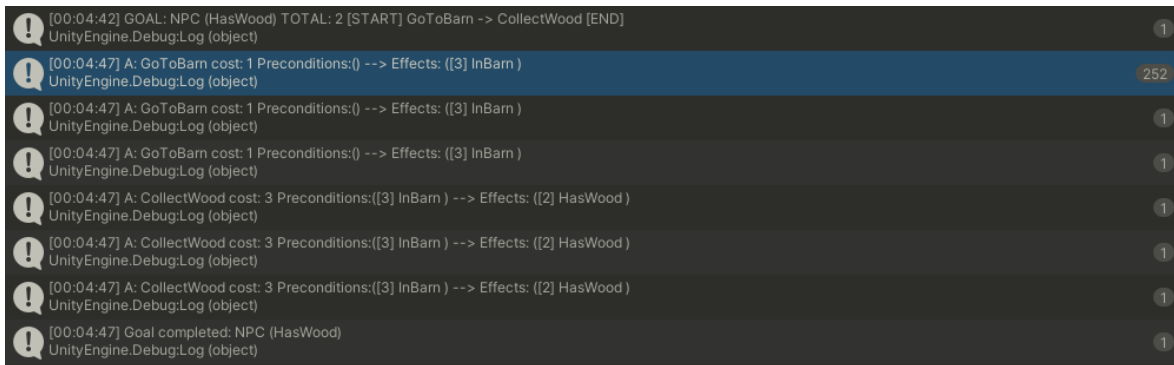 [00:04:42] GOAL: NPC (HasWood) TOTAL: 2 [START] GoToBarn -> CollectWood [END]
UnityEngine.Debug:Log (object)
1
[00:04:47] A: GoToBarn cost: 1 Preconditions:() --> Effects: ([3] InBarn )
UnityEngine.Debug:Log (object)
252
[00:04:47] A: GoToBarn cost: 1 Preconditions:() --> Effects: ([3] InBarn )
UnityEngine.Debug:Log (object)
1
[00:04:47] A: GoToBarn cost: 1 Preconditions:() --> Effects: ([3] InBarn )
UnityEngine.Debug:Log (object)
1
[00:04:47] A: CollectWood cost: 3 Preconditions:([3] InBarn ) --> Effects: ([2] HasWood )
UnityEngine.Debug:Log (object)
1
[00:04:47] A: CollectWood cost: 3 Preconditions:([3] InBarn ) --> Effects: ([2] HasWood )
UnityEngine.Debug:Log (object)
1
[00:04:47] A: CollectWood cost: 3 Preconditions:([3] InBarn ) --> Effects: ([2] HasWood )
UnityEngine.Debug:Log (object)
1
[00:04:47] Goal completed: NPC (HasWood)
UnityEngine.Debug:Log (object)
1